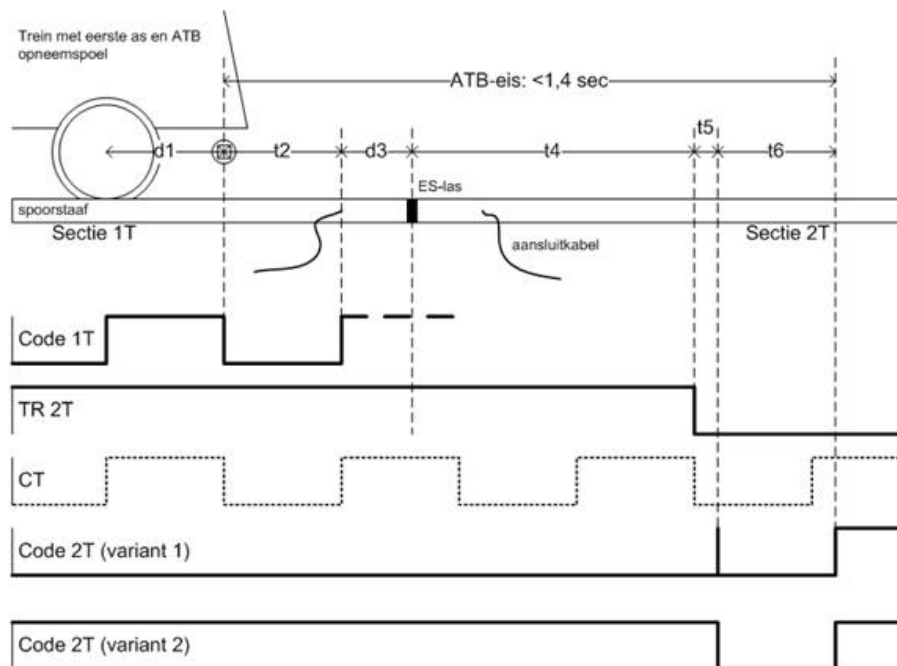 Trein met eerste as en ATB
opneemspoel
ATB-eis: <1,4 sec
t5
d1
t2
d3
t4
t6
ES-las
spoorstaaf
Sectie 1T
aansluitkabel
Sectie 2T
Code 1T
TR 2T
CT
Code 2T (variant 1)
Code 2T (variant 2)